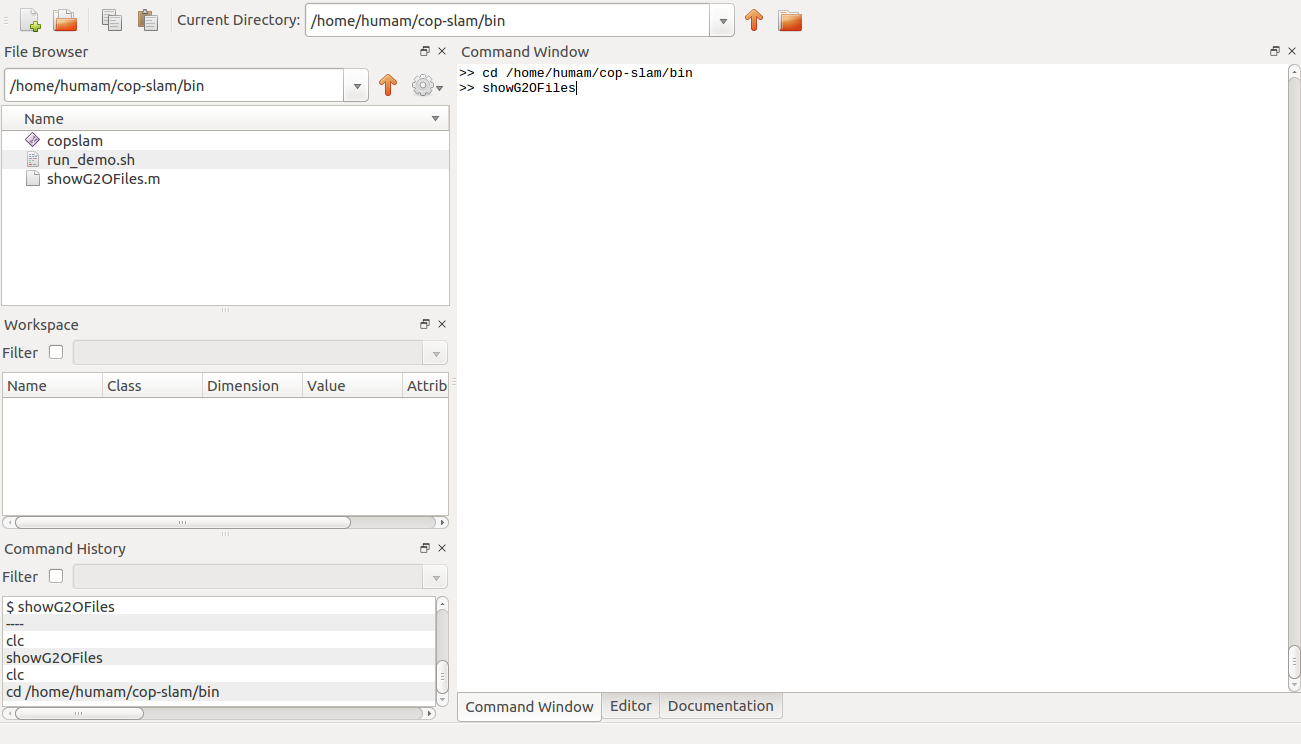 Current Directory: /home/humam/cop-slam/bin
File Browser
/home/humam/cop-slam/bin
Name
copslam
run_demo.sh
showG2OFiles.m
Workspace
Filter
Name Class Dimension Value Attrib
Command History
Filter
$ showG2OFiles
----
clc
showG2OFiles
clc
cd /home/humam/cop-slam/bin
Command Window
>> cd /home/humam/cop-slam/bin
>> showG2OFiles
Command Window Editor Documentation